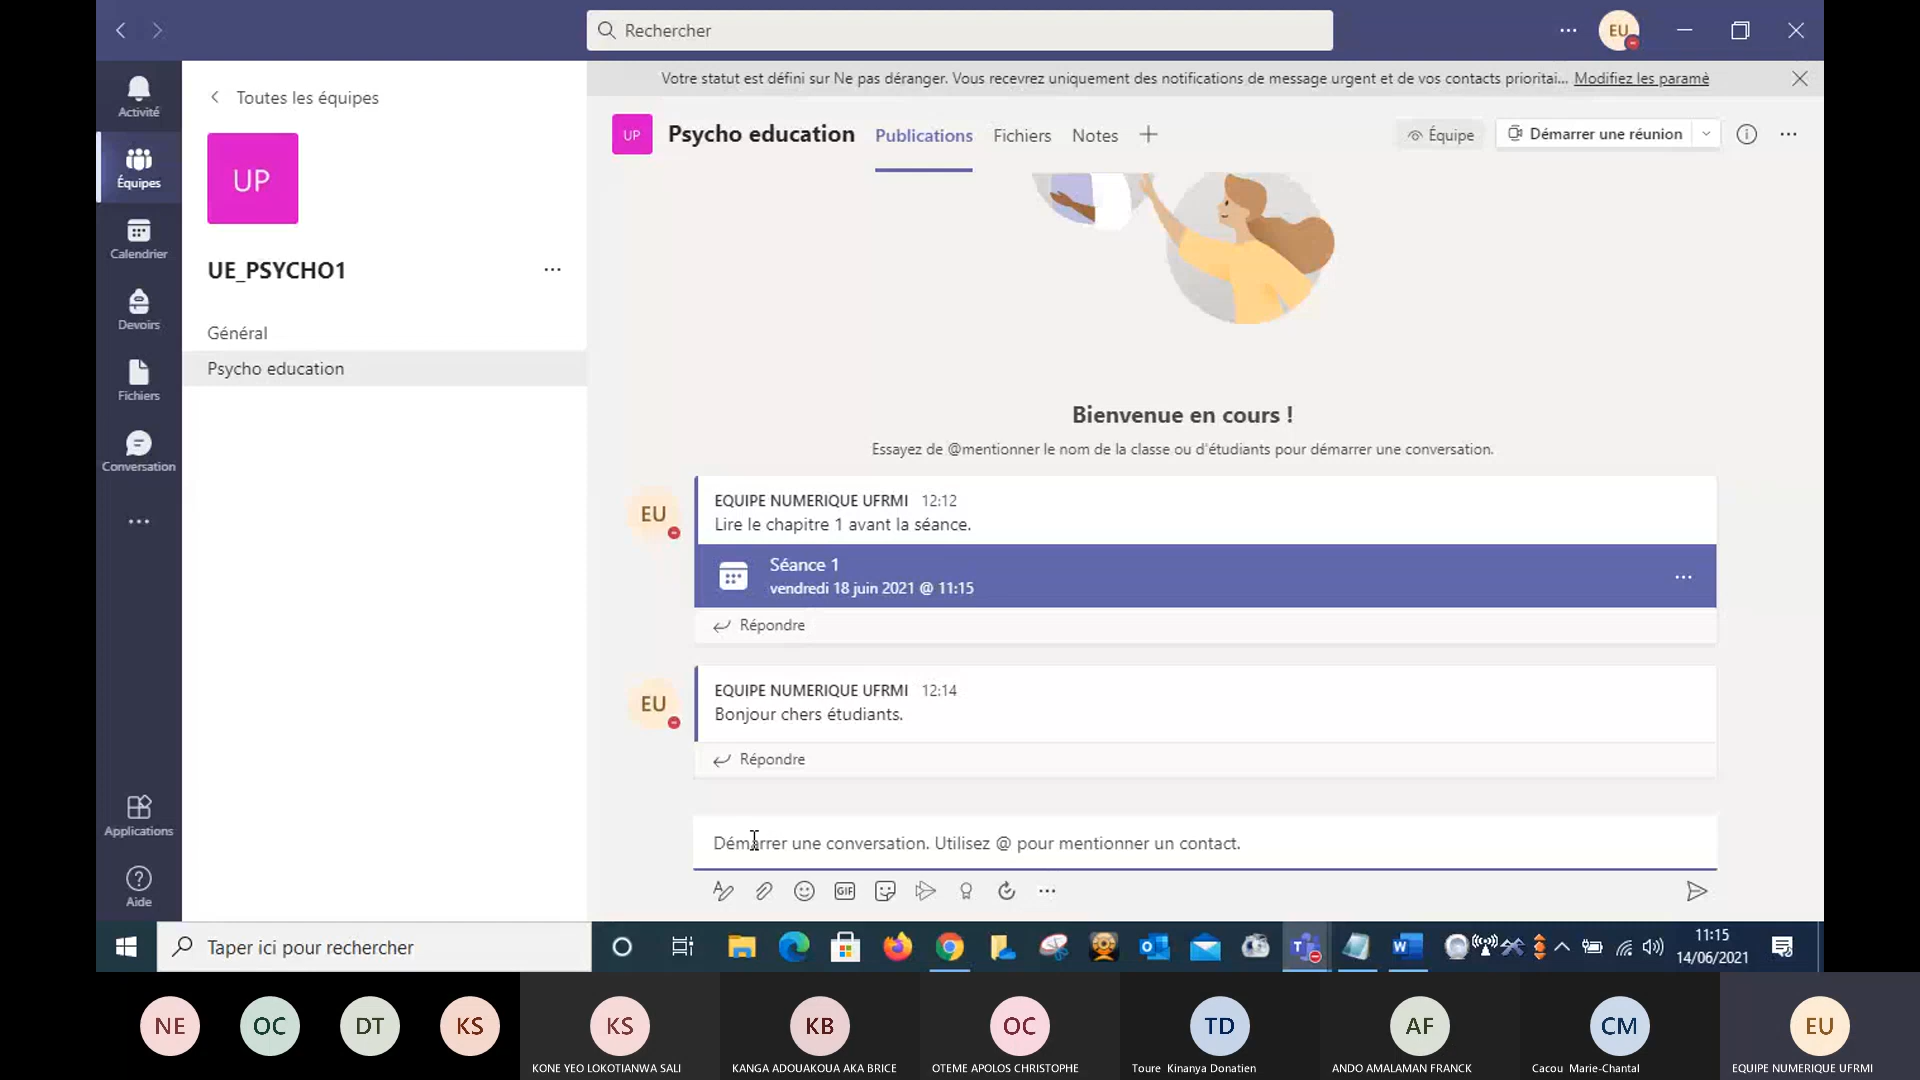 Rechercher
EU
Activité
Équipes
Calendrier
Devoirs
Fichiers
Conversation
Applications
Aide
Toutes les équipes
UP
UE_PSYCHO1
Général
Psycho education
Votre statut est défini sur Ne pas déranger. Vous recevrez uniquement des notifications de message urgent et de vos contacts prioritai... Modifiez les paramè
UP Psycho education Publications Fichiers Notes Équipe Démarrer une réunion
Bienvenue en cours !
Essayez de @mentionner le nom de la classe ou d'étudiants pour démarrer une conversation.
EU
EQUIPE NUMERIQUE UFRMI 12:12
Lire le chapitre 1 avant la séance.
Séance 1
vendredi 18 juin 2021 @ 11:15
Répondre
EU
EQUIPE NUMERIQUE UFRMI 12:14
Bonjour chers étudiants.
Répondre
Démarrer une conversation. Utilisez @ pour mentionner un contact.
GIF
Taper ici pour rechercher
11:15
14/06/2021
NE OC DT KS KS KB OC TD AF CM EU
KONE YEO LOKOTIANWA SALI KANGA ADOUAKOUA AKA BRICE OTEME APOLOS CHRISTOPHE Toure Kinanya Donatien ANDO AMALAMAN FRANCK Cacou Marie-Chantal EQUIPE NUMERIQUE UFRMI